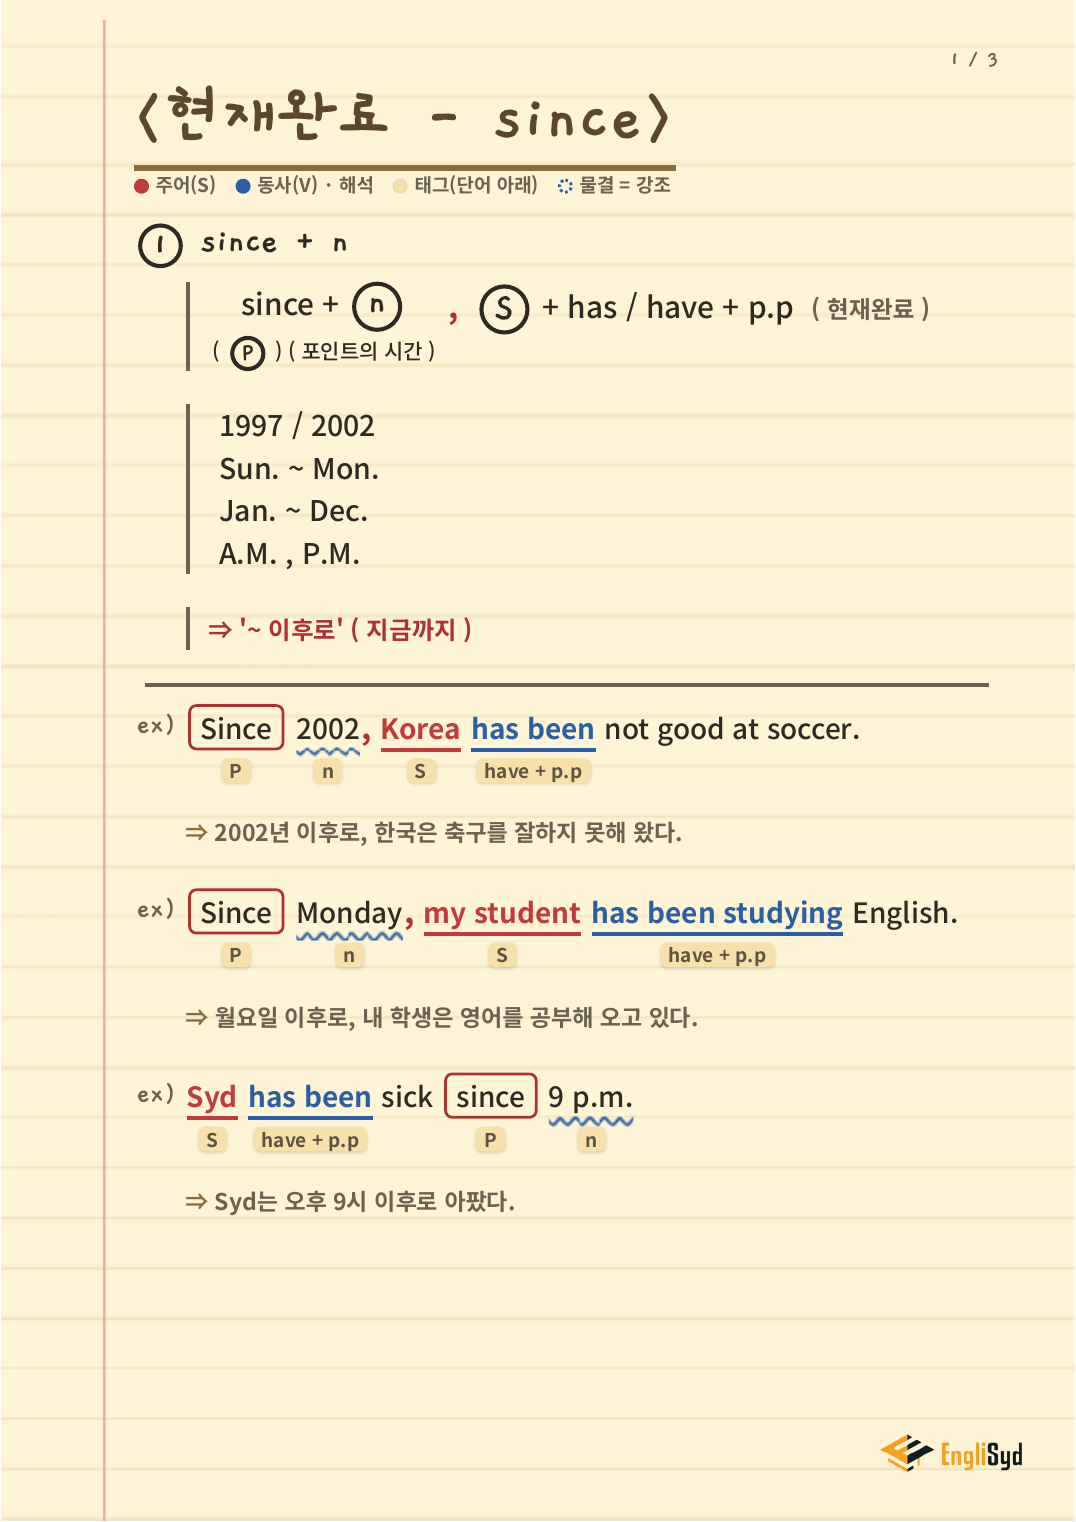 1 / 3
<현재완료 - since>
주어(S) 동사(V) · 해석 태그(단어 아래) 물결 = 강조
1 since + n
since + n , S + has / have + p.p ( 현재완료 )
( P ) ( 포인트의 시간 )
1997 / 2002
Sun. ~ Mon.
Jan. ~ Dec.
A.M. , P.M.
⇒ '~ 이후로' ( 지금까지 )
ex) Since 2002, Korea has been not good at soccer.
P n S have + p.p
⇒ 2002년 이후로, 한국은 축구를 잘하지 못해 왔다.
ex) Since Monday, my student has been studying English.
P n S have + p.p
⇒ 월요일 이후로, 내 학생은 영어를 공부해 오고 있다.
ex) Syd has been sick since 9 p.m.
S have + p.p P n
⇒ Syd는 오후 9시 이후로 아팠다.
EngliSyd